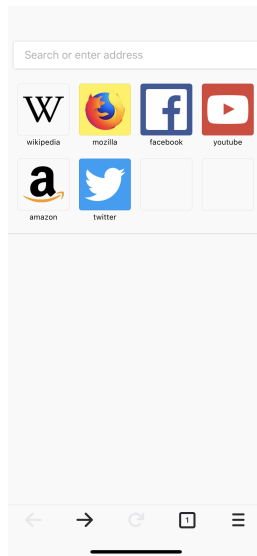 Search or enter address
W
wikipedia
mozilla
facebook
youtube
a
amazon
twitter
1